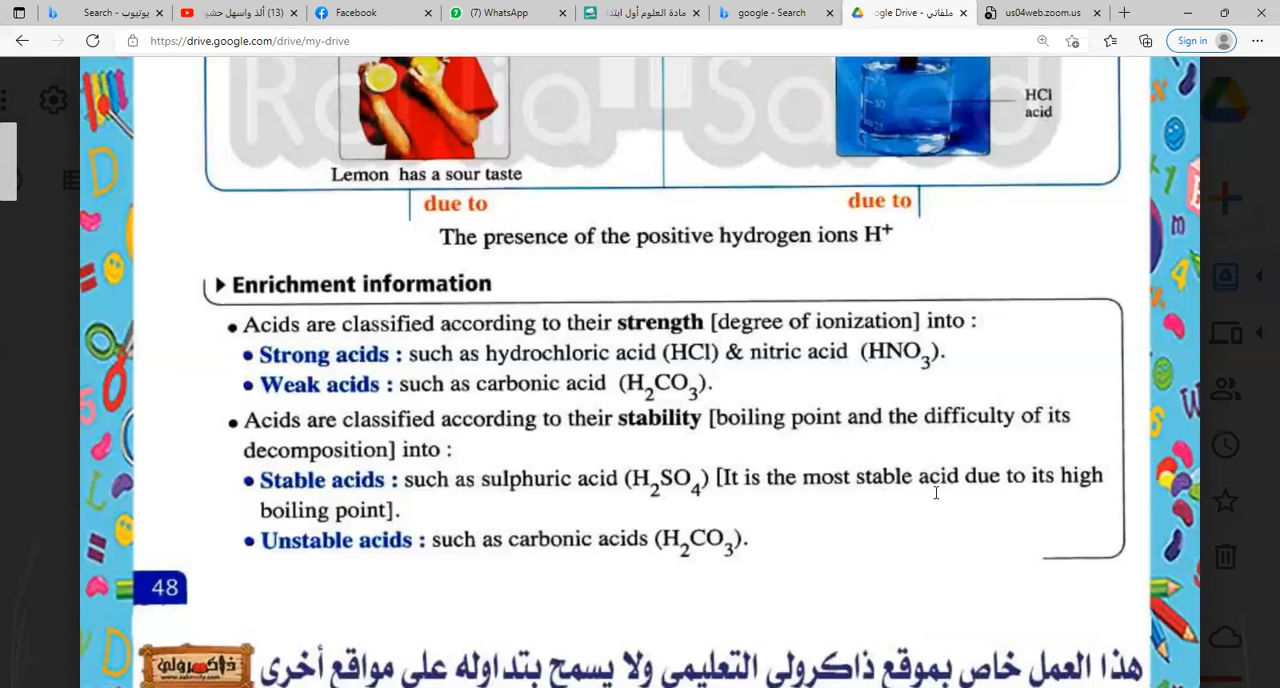 Search - يوتيوب
(13) ألذ واسهل حشو
Facebook
(7) WhatsApp
مادة العلوم أول ابتدا
google - Search
ogle Drive - ملفاتي
us04web.zoom.us
https://drive.google.com/drive/my-drive
Sign in
Rania Saeed
HCl
acid
Lemon has a sour taste
due to
due to
The presence of the positive hydrogen ions H⁺
Enrichment information
• Acids are classified according to their strength [degree of ionization] into :
• Strong acids : such as hydrochloric acid (HCl) & nitric acid (HNO₃).
• Weak acids : such as carbonic acid (H₂CO₃).
• Acids are classified according to their stability [boiling point and the difficulty of its
decomposition] into :
• Stable acids : such as sulphuric acid (H₂SO₄) [It is the most stable acid due to its high
boiling point].
• Unstable acids : such as carbonic acids (H₂CO₃).
48
ذاكرولي
هذا العمل خاص بموقع ذاكرولى التعليمى ولا يسمح بتداوله على مواقع أخرى